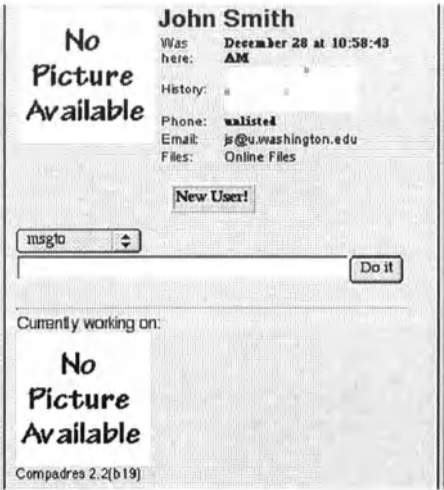 No
Picture
Available
John Smith
Was here: December 28 at 10:58:43 AM
History:
Phone: unlisted
Email: js@u.washington.edu
Files: Online Files
New User!
msgto
Do it
Currently working on:
No
Picture
Available
Compadres 2.2(b19)